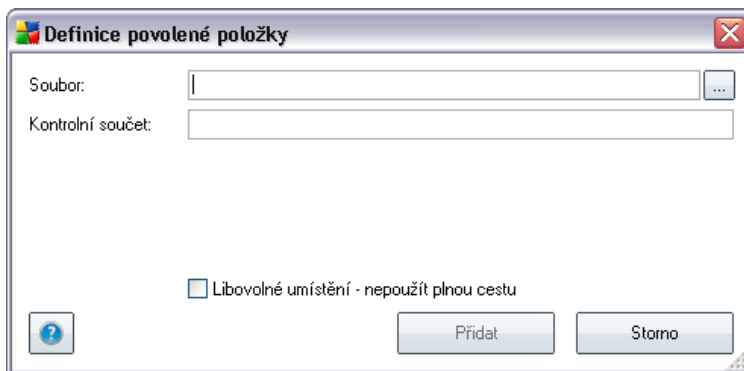 Definice povolené položky
Soubor:
...
Kontrolní součet:
Libovolné umístění - nepoužít plnou cestu
?
Přidat
Storno